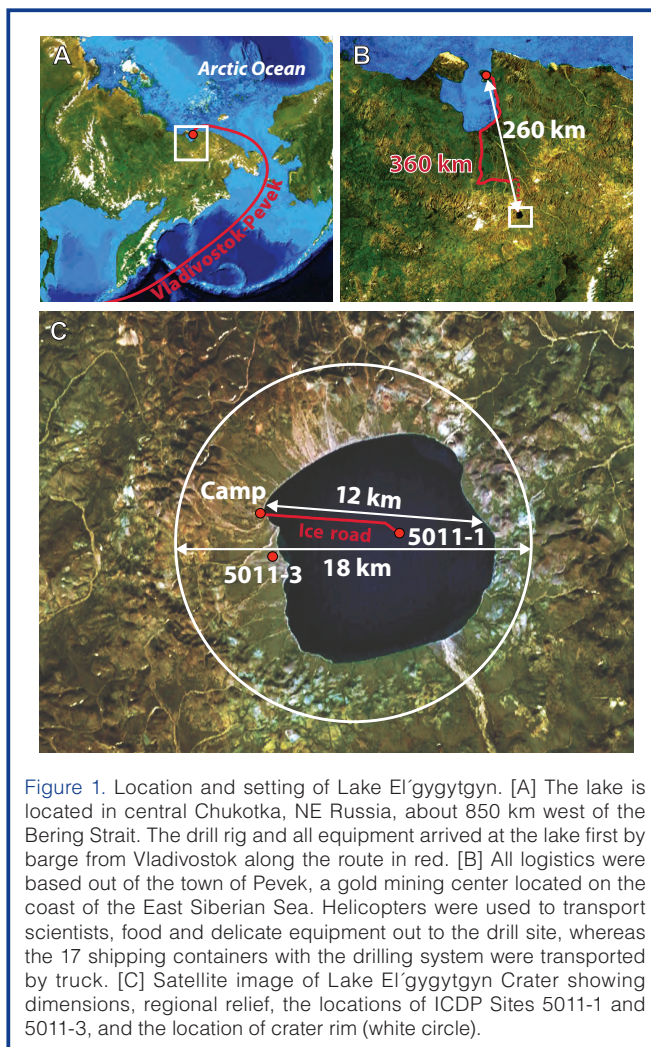 A
Arctic Ocean
Vladivostok-Pevek
B
260 km
360 km
C
Camp
12 km
Ice road
5011-1
5011-3
18 km
Figure 1. Location and setting of Lake El´gygytgyn. [A] The lake is
located in central Chukotka, NE Russia, about 850 km west of the
Bering Strait. The drill rig and all equipment arrived at the lake first by
barge from Vladivostok along the route in red. [B] All logistics were
based out of the town of Pevek, a gold mining center located on the
coast of the East Siberian Sea. Helicopters were used to transport
scientists, food and delicate equipment out to the drill site, whereas
the 17 shipping containers with the drilling system were transported
by truck. [C] Satellite image of Lake El´gygytgyn Crater showing
dimensions, regional relief, the locations of ICDP Sites 5011-1 and
5011-3, and the location of crater rim (white circle).